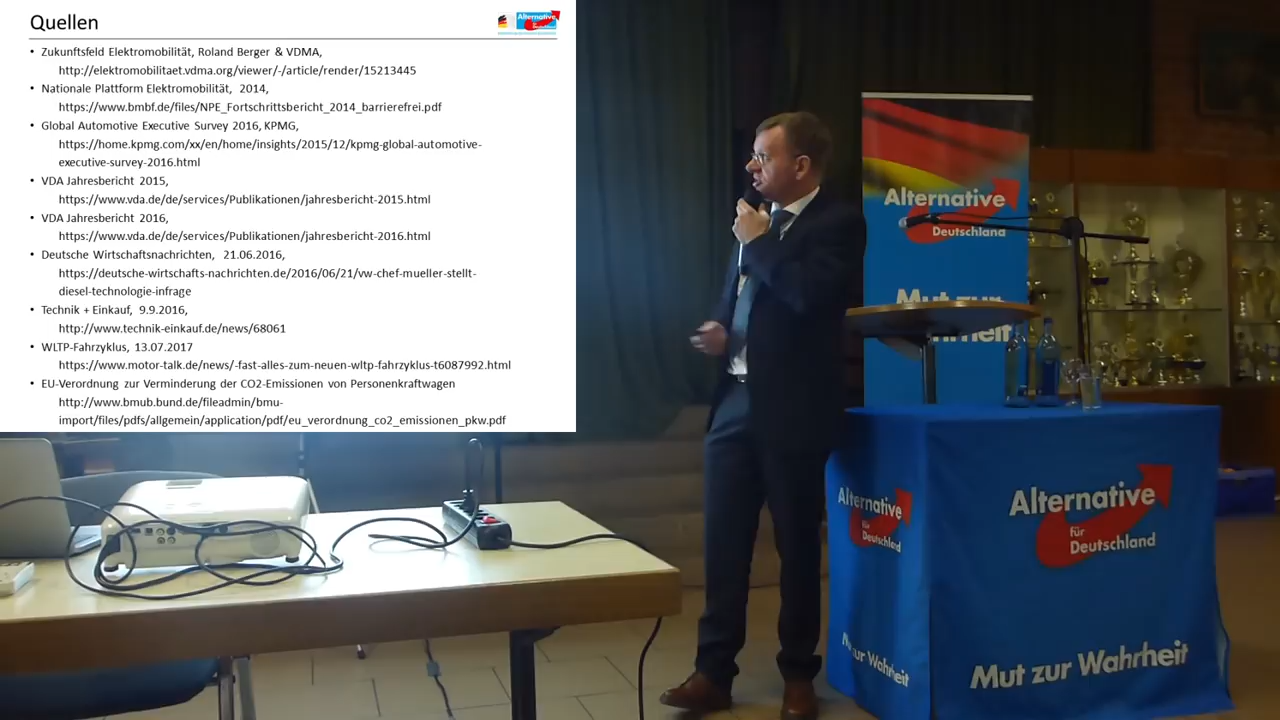 Quellen
Alternative
für
Deutschland
• Zukunftsfeld Elektromobilität, Roland Berger & VDMA,
http://elektromobilitaet.vdma.org/viewer/-/article/render/15213445
• Nationale Plattform Elektromobilität, 2014,
https://www.bmbf.de/files/NPE_Fortschrittsbericht_2014_barrierefrei.pdf
• Global Automotive Executive Survey 2016, KPMG,
https://home.kpmg.com/xx/en/home/insights/2015/12/kpmg-global-automotive-
executive-survey-2016.html
• VDA Jahresbericht 2015,
https://www.vda.de/de/services/Publikationen/jahresbericht-2015.html
• VDA Jahresbericht 2016,
https://www.vda.de/de/services/Publikationen/jahresbericht-2016.html
• Deutsche Wirtschaftsnachrichten, 21.06.2016,
https://deutsche-wirtschafts-nachrichten.de/2016/06/21/vw-chef-mueller-stellt-
diesel-technologie-infrage
• Technik + Einkauf, 9.9.2016,
http://www.technik-einkauf.de/news/68061
• WLTP-Fahrzyklus, 13.07.2017
https://www.motor-talk.de/news/-fast-alles-zum-neuen-wltp-fahrzyklus-t6087992.html
• EU-Verordnung zur Verminderung der CO2-Emissionen von Personenkraftwagen
http://www.bmub.bund.de/fileadmin/bmu-
import/files/pdfs/allgemein/application/pdf/eu_verordnung_co2_emissionen_pkw.pdf
Alternative
Deutschland
Mut zur
Alternative
für
Deutschland
Mut zur Wahrheit
Alternative
für
Deutschland
Mut zur Wahrheit